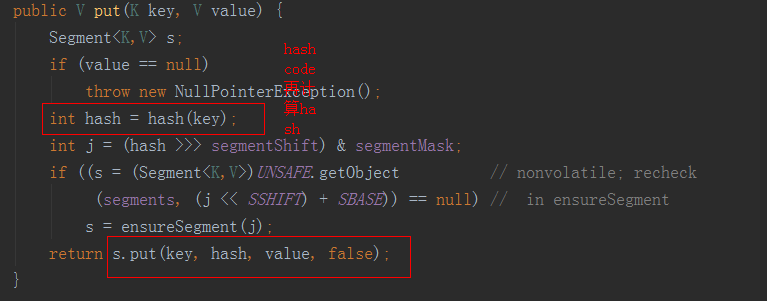 public V put(K key, V value) {
Segment<K,V> s;
if (value == null)
throw new NullPointerException();
int hash = hash(key);
int j = (hash >>> segmentShift) & segmentMask;
if ((s = (Segment<K,V>)UNSAFE.getObject // nonvolatile; recheck
(segments, (j << SSHIFT) + SBASE)) == null) // in ensureSegment
s = ensureSegment(j);
return s.put(key, hash, value, false);
}
hash
code
再计
算ha
sh